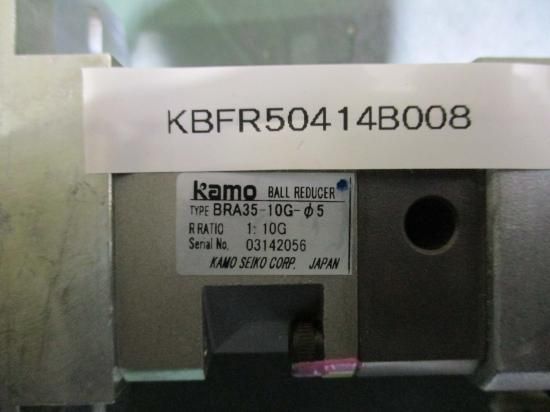 KBFR50414B008
Kamo BALL REDUCER
TYPE BRA35-10G-φ5
R RATIO 1: 10G
Serial No. 03142056
KAMO SEIKO CORP. JAPAN